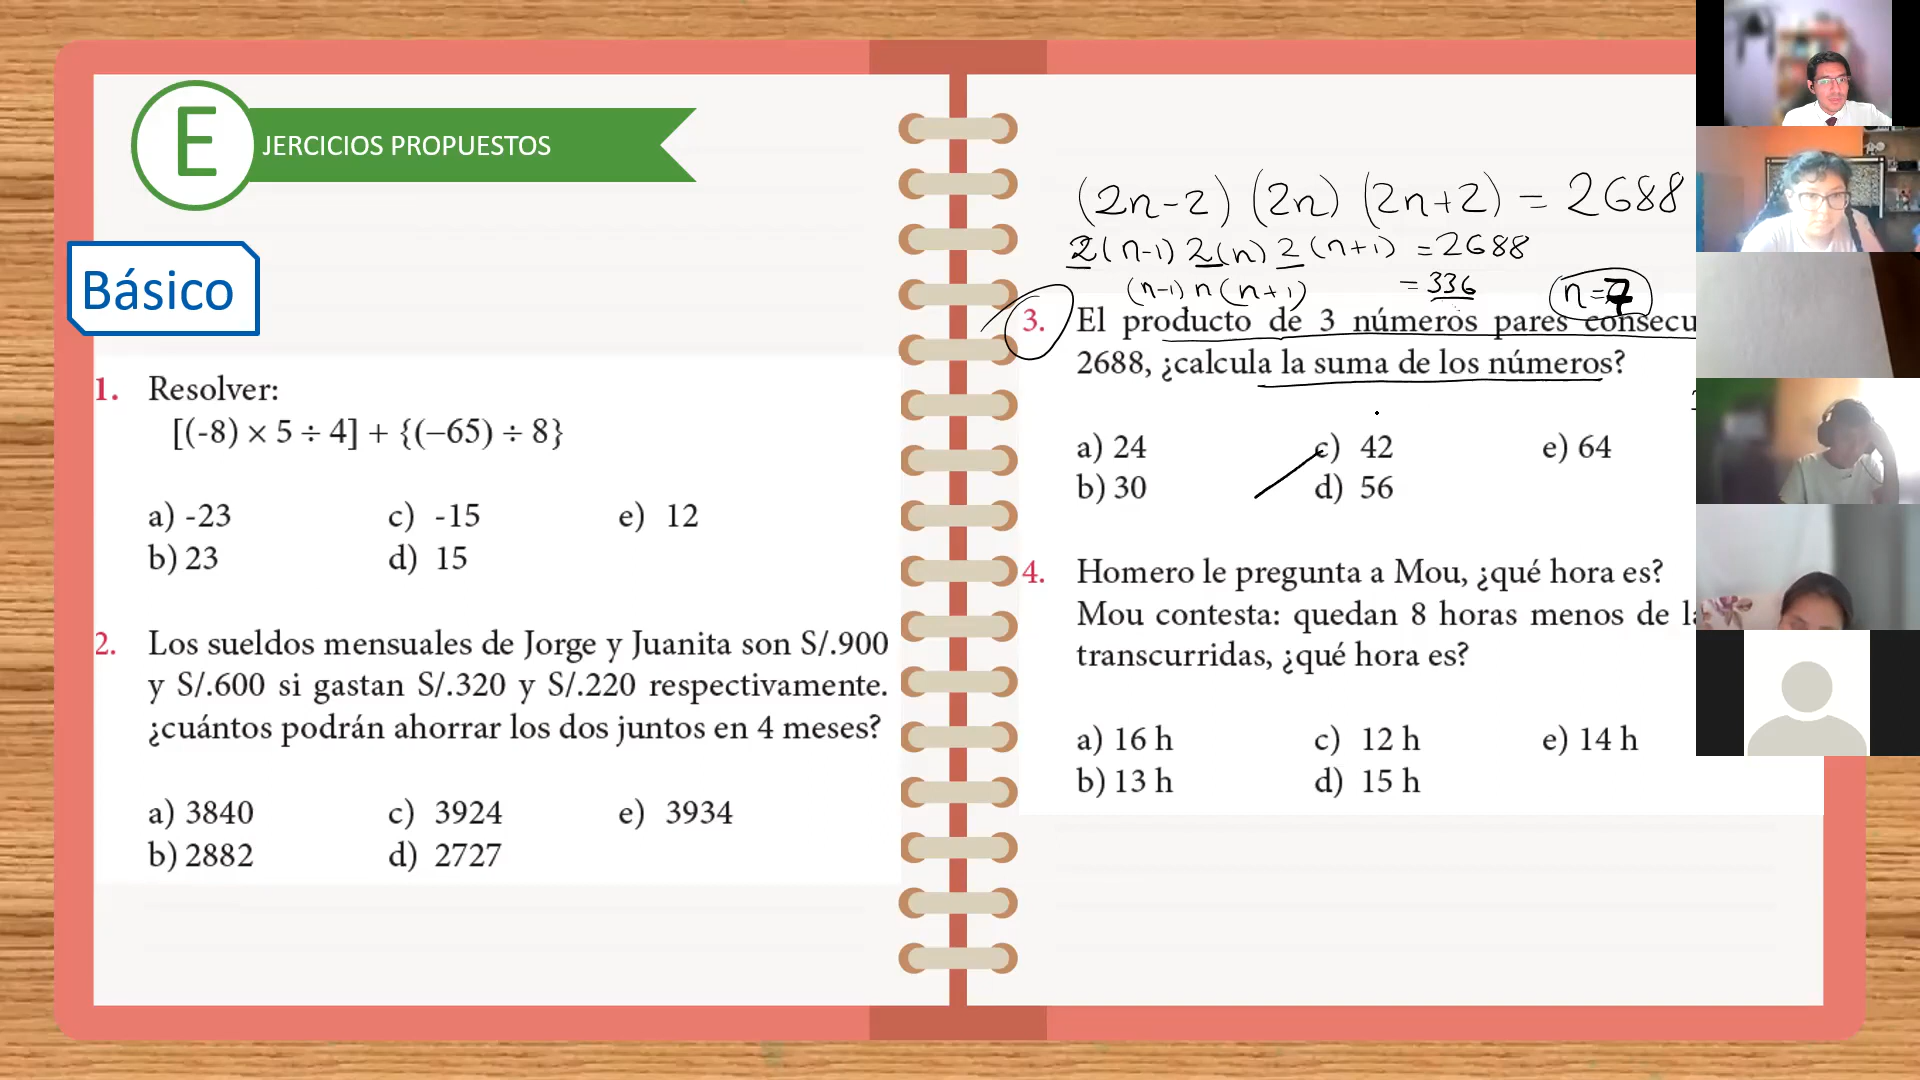 E
JERCICIOS PROPUESTOS
Básico
1. Resolver:
[(-8) × 5 ÷ 4] + {(−65) ÷ 8}
a) -23 c) -15 e) 12
b) 23 d) 15
2. Los sueldos mensuales de Jorge y Juanita son S/.900
y S/.600 si gastan S/.320 y S/.220 respectivamente.
¿cuántos podrán ahorrar los dos juntos en 4 meses?
a) 3840 c) 3924 e) 3934
b) 2882 d) 2727
(2n-2) (2n) (2n+2) = 2688
2(n-1) 2(n) 2(n+1) = 2688
(n-1) n (n+1) = 336 n=7
3. El producto de 3 números pares consecu
2688, ¿calcula la suma de los números?
a) 24 c) 42 e) 64
b) 30 d) 56
4. Homero le pregunta a Mou, ¿qué hora es?
Mou contesta: quedan 8 horas menos de
transcurridas, ¿qué hora es?
a) 16 h c) 12 h e) 14 h
b) 13 h d) 15 h